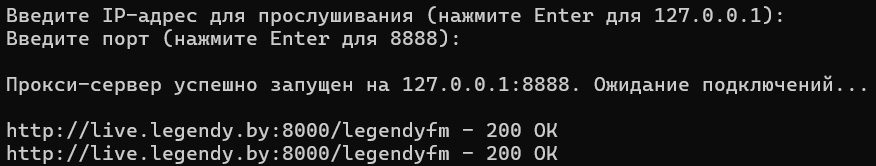 Введите IP-адрес для прослушивания (нажмите Enter для 127.0.0.1):
Введите порт (нажмите Enter для 8888):
Прокси-сервер успешно запущен на 127.0.0.1:8888. Ожидание подключений...
http://live.legendy.by:8000/legendyfm - 200 OK
http://live.legendy.by:8000/legendyfm - 200 OK